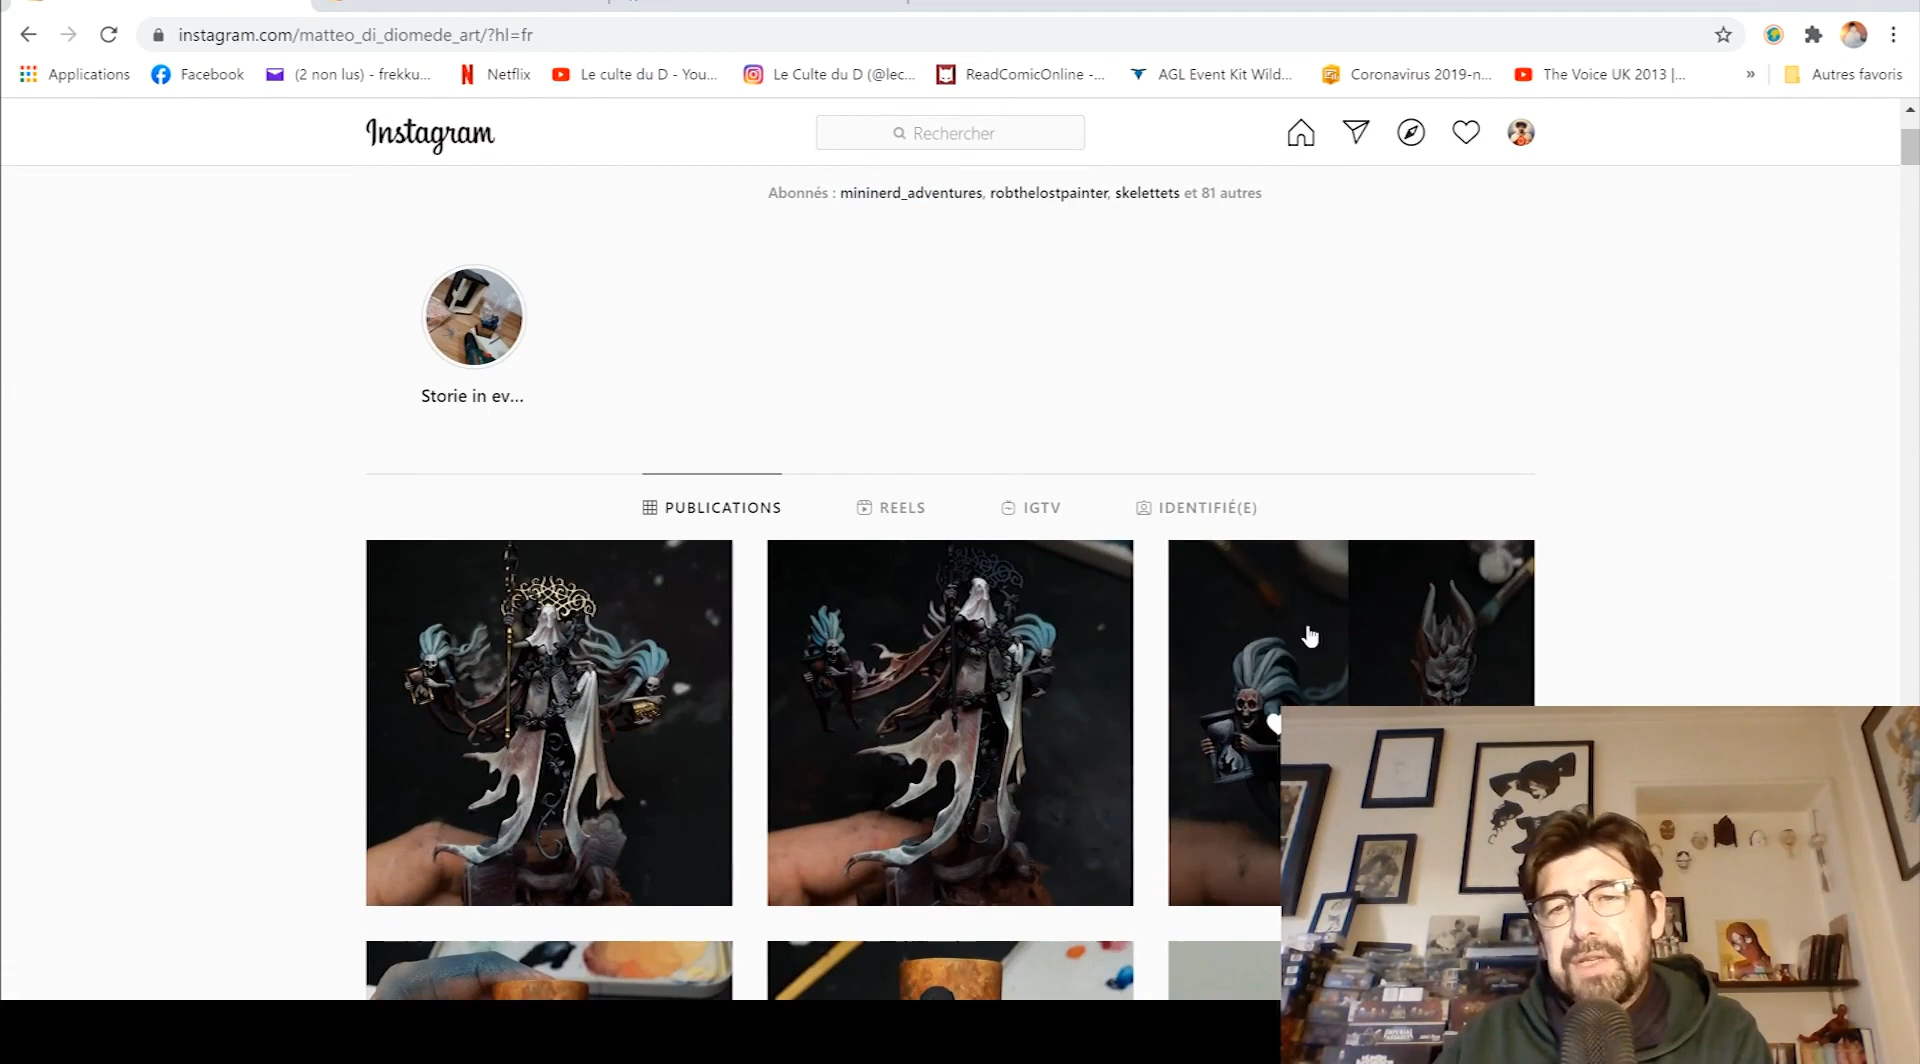 instagram.com/matteo_di_diomede_art/?hl=fr
Applications Facebook (2 non lus) - frekku... Netflix Le culte du D - You... Le Culte du D (@lec... ReadComicOnline -... AGL Event Kit Wild... Coronavirus 2019-n... The Voice UK 2013 |... » Autres favoris
Instagram Rechercher
Abonnés : mininerd_adventures, robthelostpainter, skelettets et 81 autres
Storie in ev...
PUBLICATIONS REELS IGTV IDENTIFIÉ(E)